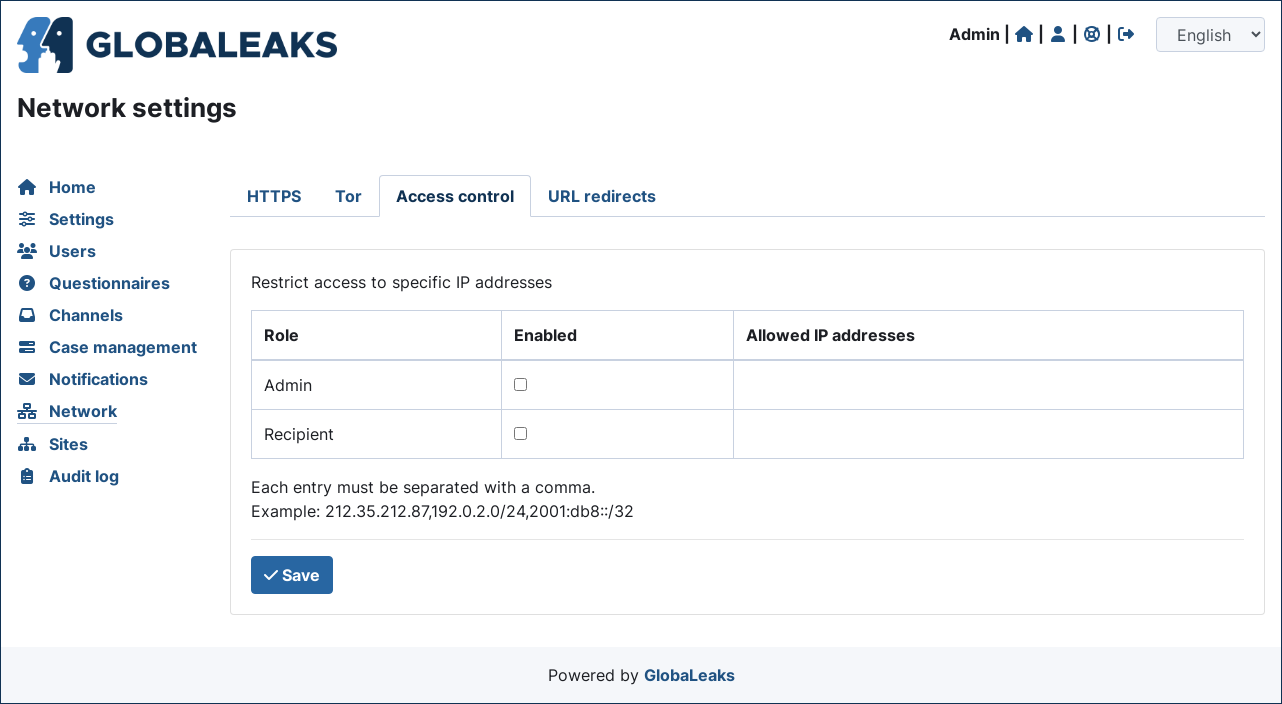 GLOBALEAKS
Admin | | | | English
Network settings
Home
Settings
Users
Questionnaires
Channels
Case management
Notifications
Network
Sites
Audit log
HTTPS Tor Access control URL redirects
Restrict access to specific IP addresses
Role Enabled Allowed IP addresses
Admin
Recipient
Each entry must be separated with a comma.
Example: 212.35.212.87,192.0.2.0/24,2001:db8::/32
Save
Powered by GlobaLeaks